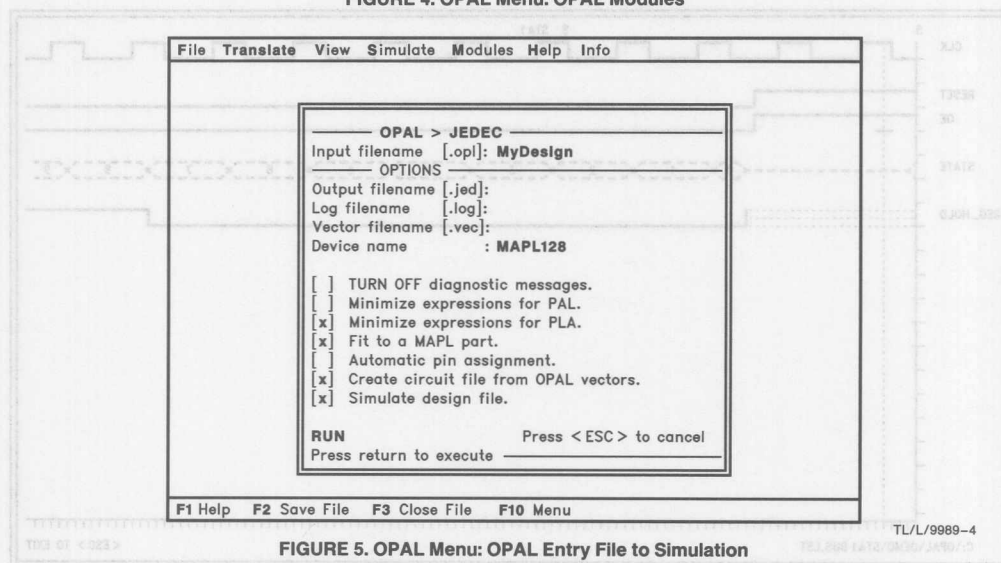 FIGURE 4. OPAL Menu: OPAL Modules
File Translate View Simulate Modules Help Info
OPAL > JEDEC
Input filename [.opl]: MyDesign
OPTIONS
Output filename [.jed]:
Log filename [.log]:
Vector filename [.vec]:
Device name : MAPL128
[ ] TURN OFF diagnostic messages.
[ ] Minimize expressions for PAL.
[x] Minimize expressions for PLA.
[x] Fit to a MAPL part.
[ ] Automatic pin assignment.
[x] Create circuit file from OPAL vectors.
[x] Simulate design file.
RUN Press <ESC> to cancel
Press return to execute
F1 Help F2 Save File F3 Close File F10 Menu
TL/L/9989-4
FIGURE 5. OPAL Menu: OPAL Entry File to Simulation
CLK
RESET
OE
STATE